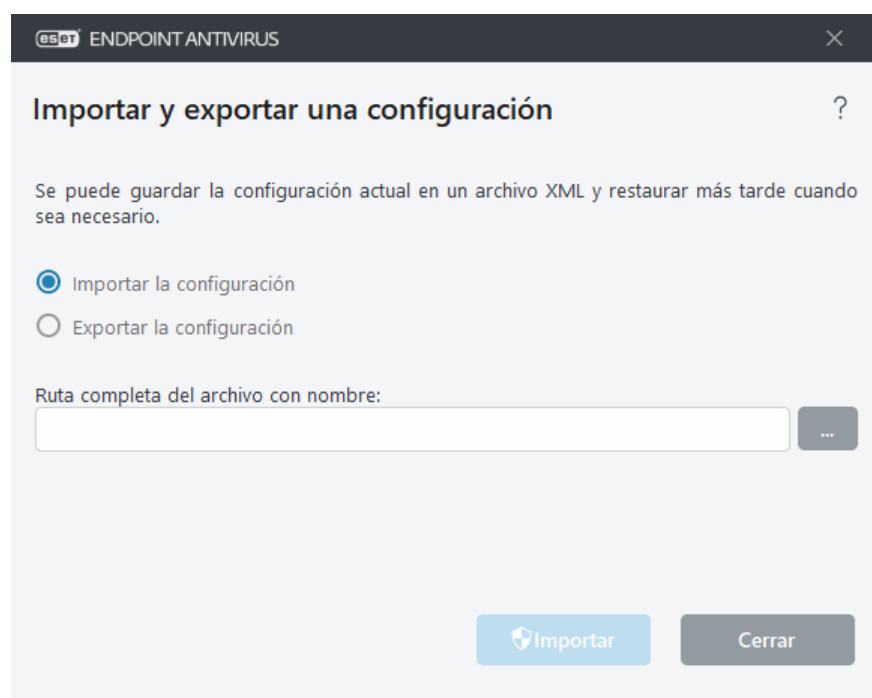 eset ENDPOINT ANTIVIRUS
Importar y exportar una configuración ?
Se puede guardar la configuración actual en un archivo XML y restaurar más tarde cuando
sea necesario.
Importar la configuración
Exportar la configuración
Ruta completa del archivo con nombre:
...
Importar Cerrar